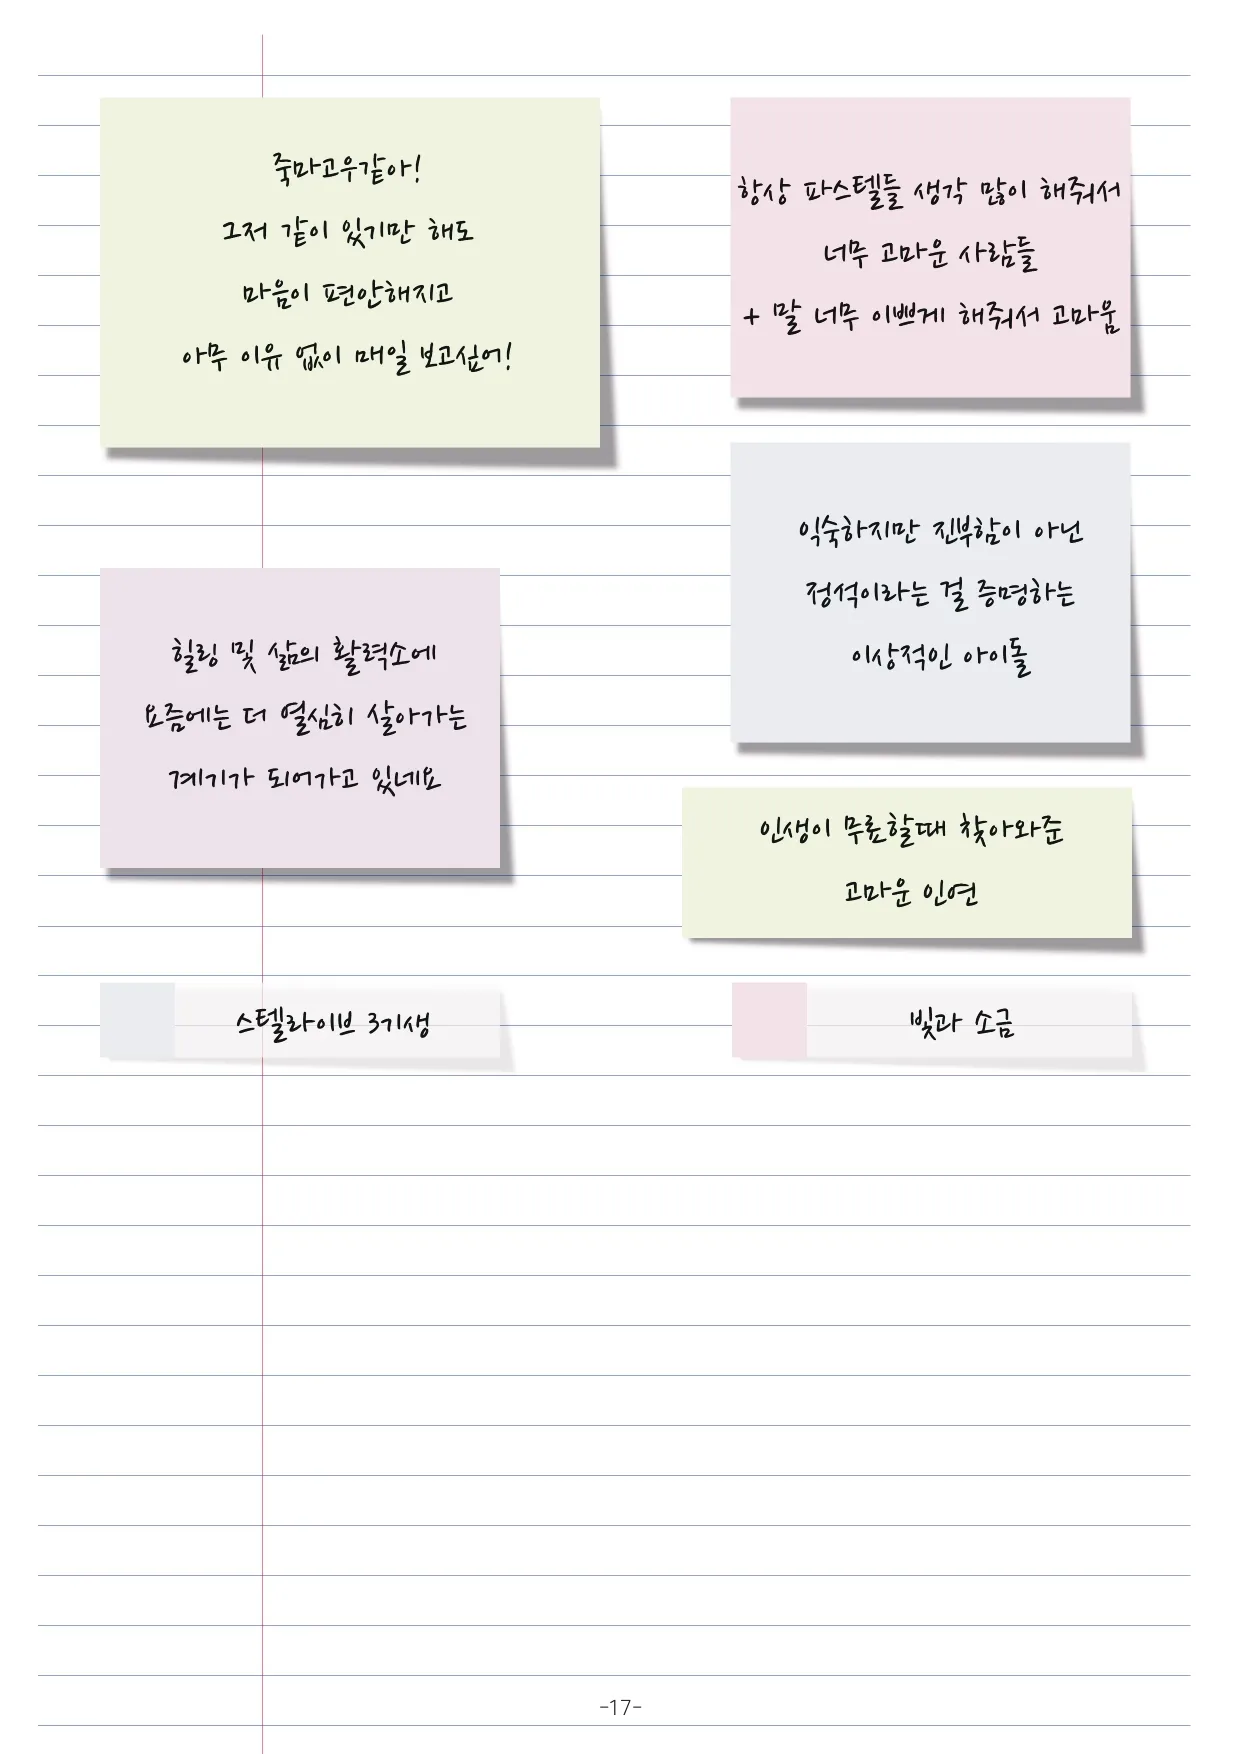 죽마고우같아!
그저 같이 있기만 해도
마음이 편안해지고
아무 이유 없이 매일 보고싶어!
항상 파스텔들 생각 많이 해줘서
너무 고마운 사람들
+ 말 너무 이쁘게 해줘서 고마움
익숙하지만 진부함이 아닌
정석이라는 걸 증명하는
이상적인 아이돌
힐링 및 삶의 활력소에
요즘에는 더 열심히 살아가는
계기가 되어가고 있네요
인생이 무료할때 찾아와준
고마운 인연
스텔라이브 3기생
빛과 소금
-17-